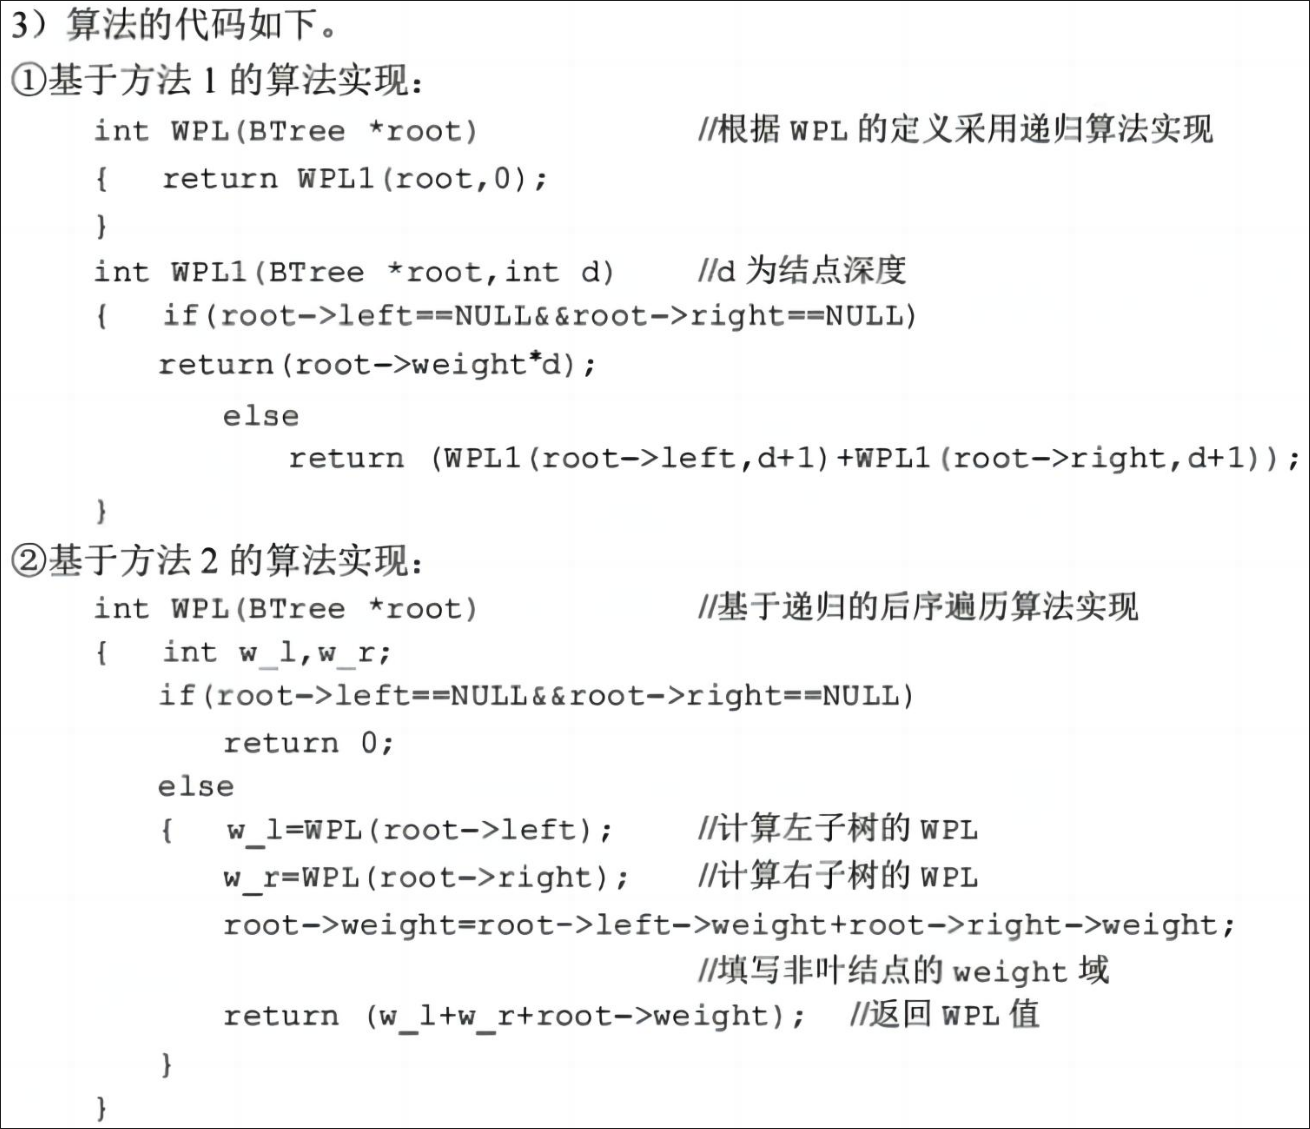 3）算法的代码如下。
①基于方法 1 的算法实现：
int WPL(BTree *root) //根据 WPL 的定义采用递归算法实现
{ return WPL1(root,0);
}
int WPL1(BTree *root,int d) //d 为结点深度
{ if(root->left==NULL&&root->right==NULL)
return(root->weight*d);
else
return (WPL1(root->left,d+1)+WPL1(root->right,d+1));
}
②基于方法 2 的算法实现：
int WPL(BTree *root) //基于递归的后序遍历算法实现
{ int w_l,w_r;
if(root->left==NULL&&root->right==NULL)
return 0;
else
{ w_l=WPL(root->left); //计算左子树的 WPL
w_r=WPL(root->right); //计算右子树的 WPL
root->weight=root->left->weight+root->right->weight;
//填写非叶结点的 weight 域
return (w_l+w_r+root->weight); //返回 WPL 值
}
}